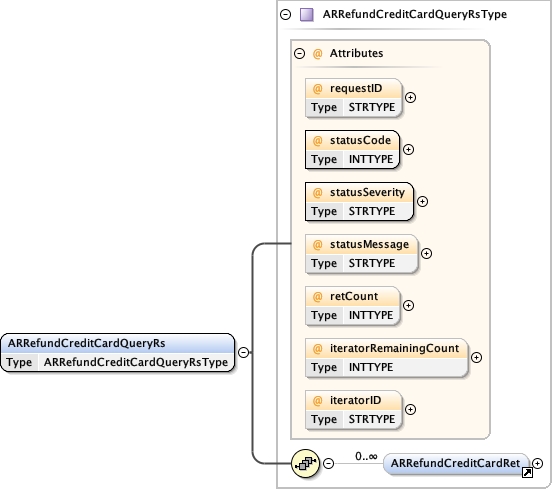 ARRefundCreditCardQueryRsType
@ Attributes
@ requestID
Type STRTYPE
@ statusCode
Type INTTYPE
@ statusSeverity
Type STRTYPE
@ statusMessage
Type STRTYPE
@ retCount
Type INTTYPE
ARRefundCreditCardQueryRs
Type ARRefundCreditCardQueryRsType
@ iteratorRemainingCount
Type INTTYPE
@ iteratorID
Type STRTYPE
0..∞
ARRefundCreditCardRet